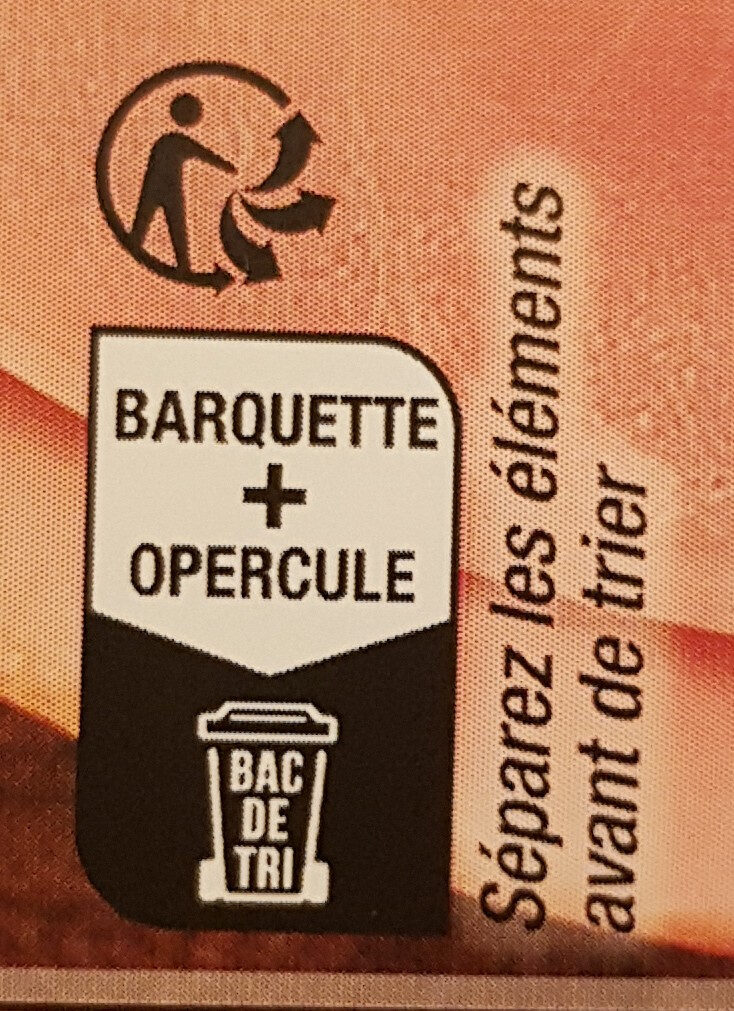 BARQUETTE
+
OPERCULE
BAC
DE
TRI
Séparez les éléments
avant de trier